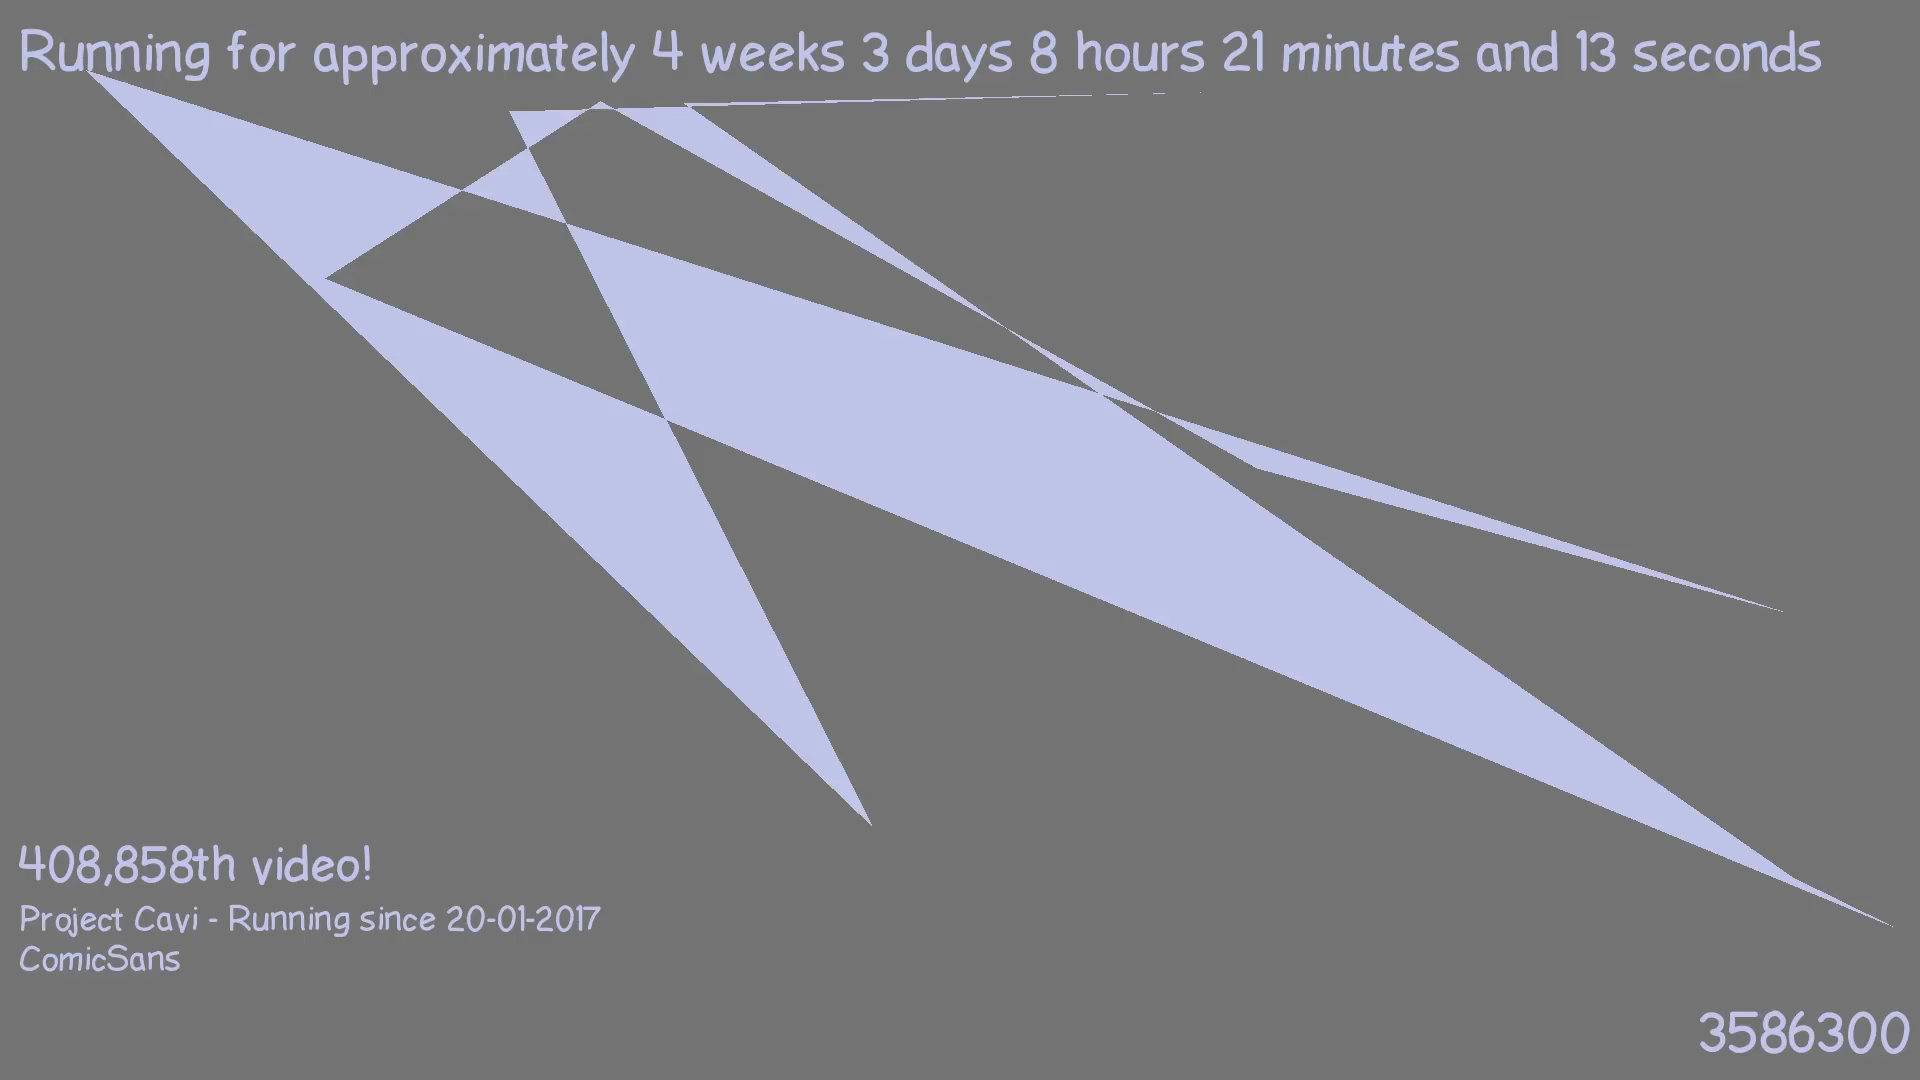 Running for approximately 4 weeks 3 days 8 hours 21 minutes and 13 seconds
408,858th video!
Project Cavi - Running since 20-01-2017
ComicSans
3586300